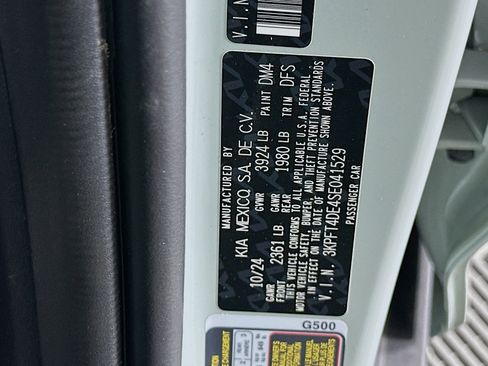 V.I.N.
MANUFACTURED BY
KIA MEXICO, S.A. DE C.V.
10/24 GVWR 3924 LB PAINT DM4
GAWR FRONT 2361 LB GAWR REAR 1980 LB TRIM DFS
THIS VEHICLE CONFORMS TO ALL APPLICABLE U.S.A. FEDERAL
MOTOR VEHICLE SAFETY, BUMPER, AND THEFT PREVENTION STANDARDS
IN EFFECT ON THE DATE OF MANUFACTURE SHOWN ABOVE.
V.I.N. 3KPFT4DE4SE041529
PASSENGER CAR
G500